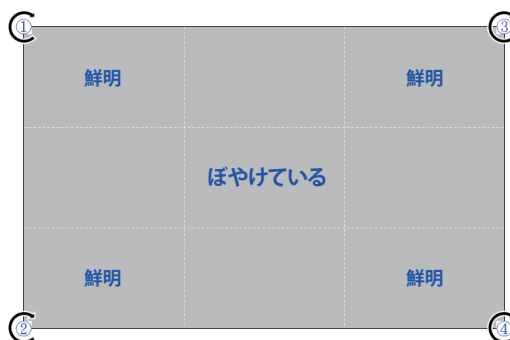 ① ③
鮮明 鮮明
ぼやけている
鮮明 鮮明
② ④